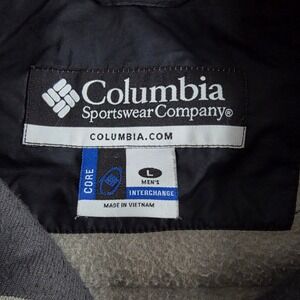 Columbia
Sportswear Company®
COLUMBIA.COM
CORE
L
MEN'S
INTERCHANGE
MADE IN VIETNAM